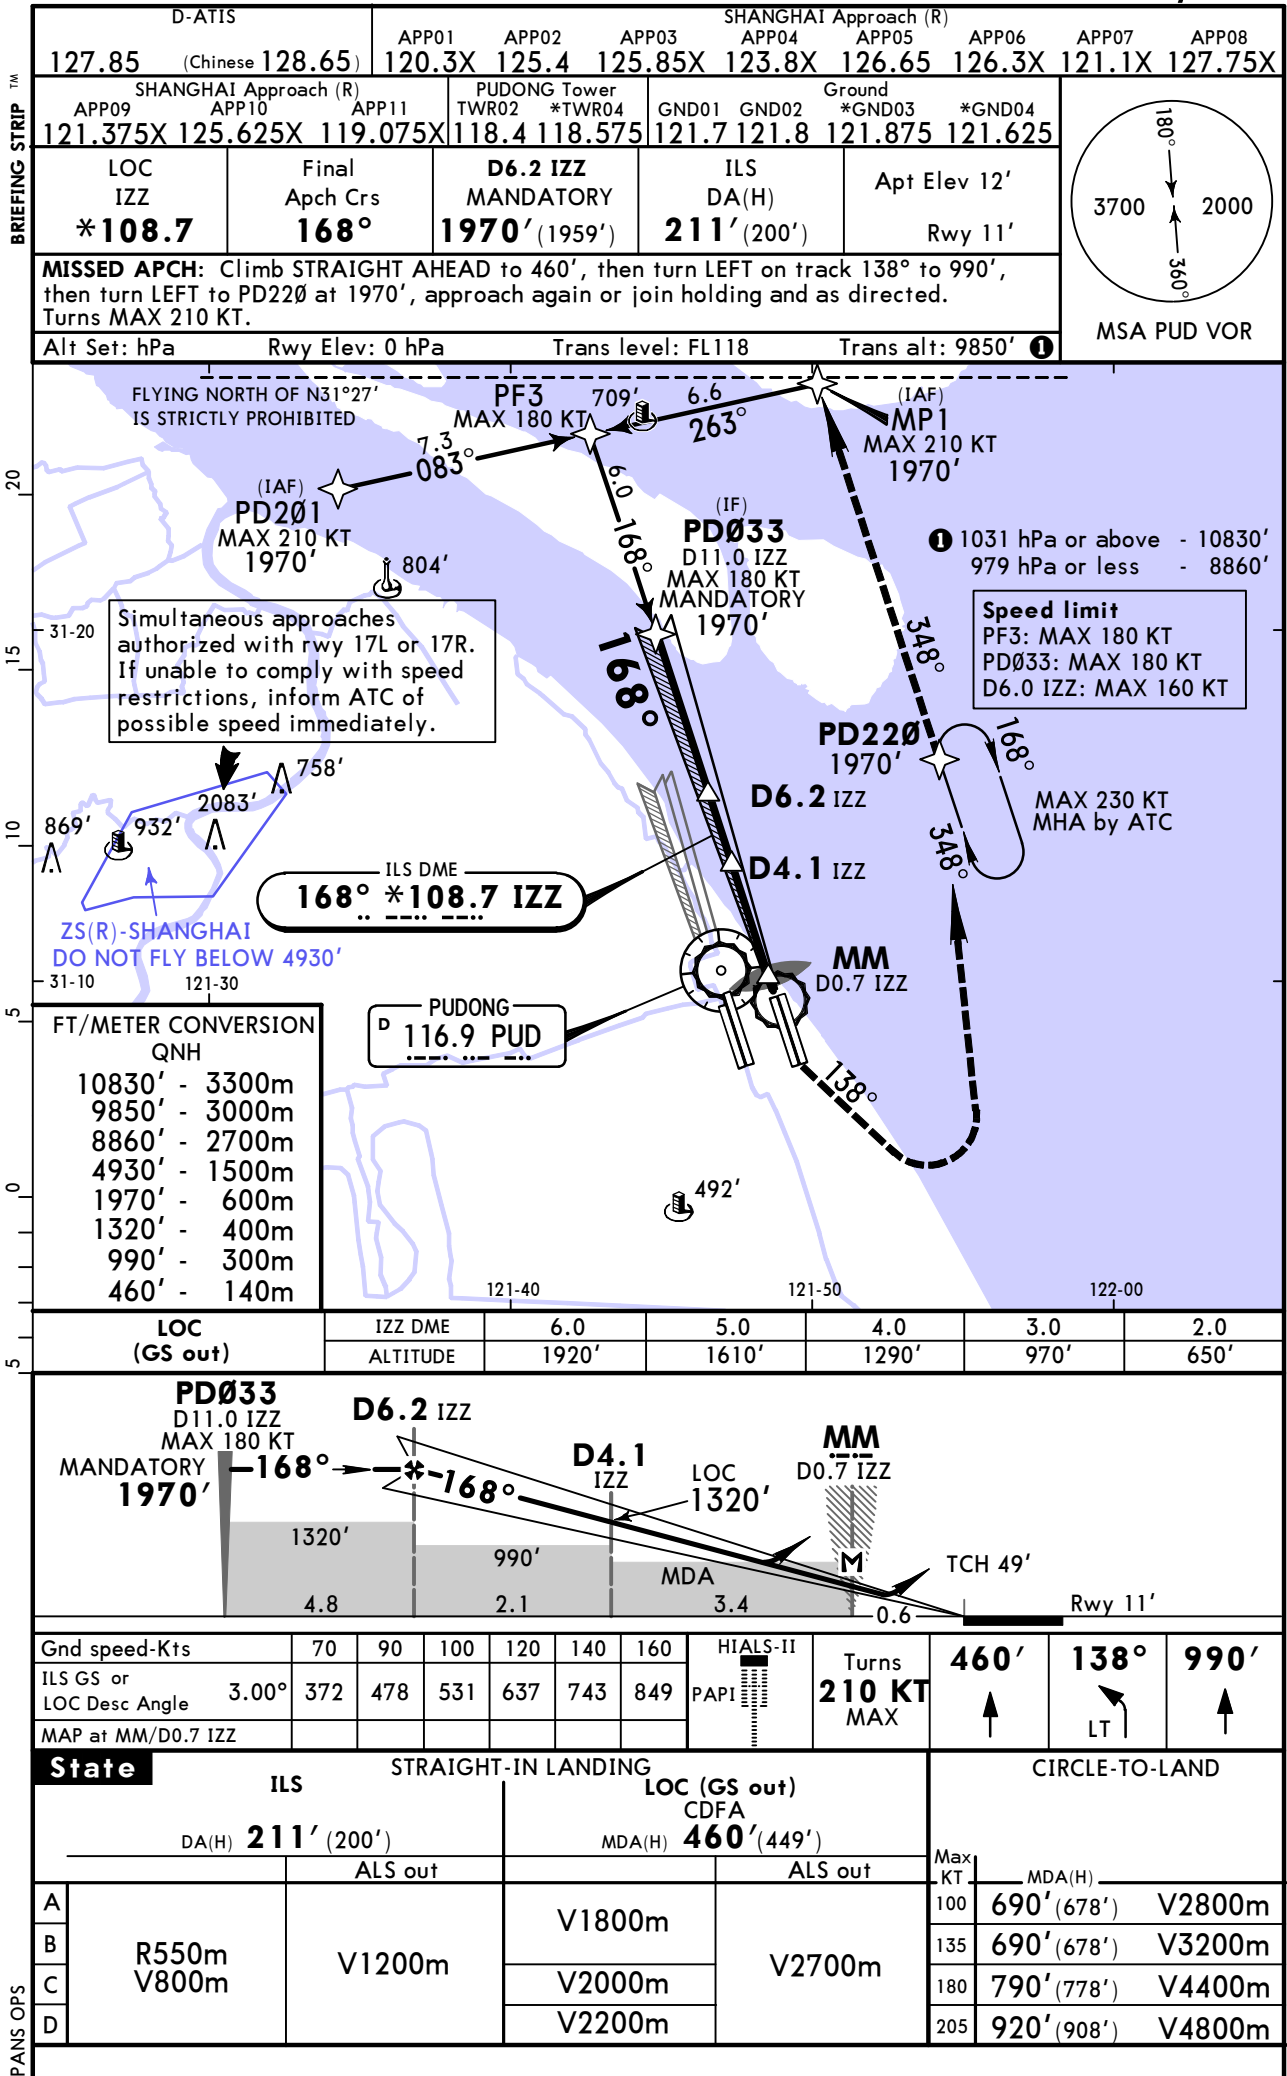 D-ATIS
127.85 (Chinese 128.65)
SHANGHAI Approach (R)
APP01 APP02 APP03 APP04 APP05 APP06 APP07 APP08
120.3X 125.4 125.85X 123.8X 126.65 126.3X 121.1X 127.75X
SHANGHAI Approach (R)
APP09 APP10 APP11
121.375X 125.625X 119.075X
PUDONG Tower
TWR02 *TWR04
118.4 118.575
Ground
GND01 GND02 *GND03 *GND04
121.7 121.8 121.875 121.625
BRIEFING STRIP TM
LOC
IZZ
*108.7
Final
Apch Crs
168°
D6.2 IZZ
MANDATORY
1970' (1959')
ILS
DA(H)
211' (200')
Apt Elev 12'
Rwy 11'
180°
3700 2000
360°
MSA PUD VOR
MISSED APCH: Climb STRAIGHT AHEAD to 460', then turn LEFT on track 138° to 990',
then turn LEFT to PDØ22Ø at 1970', approach again or join holding and as directed.
Turns MAX 210 KT.
Alt Set: hPa Rwy Elev: 0 hPa Trans level: FL118 Trans alt: 9850' 1
FLYING NORTH OF N31°27'
IS STRICTLY PROHIBITED
PF3
MAX 180 KT
709'
6.6
263°
(IAF)
MP1
MAX 210 KT
1970'
7.3
083°
(IAF)
PD2Ø1
MAX 210 KT
1970'
6.0
168°
(IF)
PDØ33
D11.0 IZZ
MAX 180 KT
MANDATORY
1970'
804'
1 1031 hPa or above - 10830'
979 hPa or less - 8860'
Speed limit
PF3: MAX 180 KT
PDØ33: MAX 180 KT
D6.0 IZZ: MAX 160 KT
31-20
Simultaneous approaches
authorized with rwy 17L or 17R.
If unable to comply with speed
restrictions, inform ATC of
possible speed immediately.
168°
348°
PD22Ø
1970'
168°
348°
MAX 230 KT
MHA by ATC
758'
2083'
869'
932'
D6.2 IZZ
D4.1 IZZ
ILS DME
168° *108.7 IZZ
ZS(R)-SHANGHAI
DO NOT FLY BELOW 4930'
31-10
121-30
MM
D0.7 IZZ
PUDONG
D 116.9 PUD
138°
492'
121-40
121-50
122-00
20
15
10
5
0
5
FT/METER CONVERSION
QNH
10830' - 3300m
9850' - 3000m
8860' - 2700m
4930' - 1500m
1970' - 600m
1320' - 400m
990' - 300m
460' - 140m
LOC
(GS out)
IZZ DME 6.0 5.0 4.0 3.0 2.0
ALTITUDE 1920' 1610' 1290' 970' 650'
PDØ33
D11.0 IZZ
MAX 180 KT
MANDATORY
1970'
168°
D6.2 IZZ
168°
D4.1
IZZ
LOC
1320'
MM
D0.7 IZZ
M
TCH 49'
Rwy 11'
1320'
990'
MDA
4.8 2.1 3.4 0.6
Gnd speed-Kts 70 90 100 120 140 160
ILS GS or
LOC Desc Angle 3.00° 372 478 531 637 743 849
MAP at MM/D0.7 IZZ
HIALS-II
PAPI
Turns
210 KT
MAX
460'
138°
LT
990'
State
STRAIGHT-IN LANDING
ILS
DA(H) 211' (200')
ALS out
LOC (GS out)
CDFA
MDA(H) 460' (449')
ALS out
CIRCLE-TO-LAND
Max
KT
MDA(H)
A
B
C
D
R550m
V800m
V1200m
V1800m
V2000m
V2200m
V2700m
100 690' (678') V2800m
135 690' (678') V3200m
180 790' (778') V4400m
205 920' (908') V4800m
PANS OPS